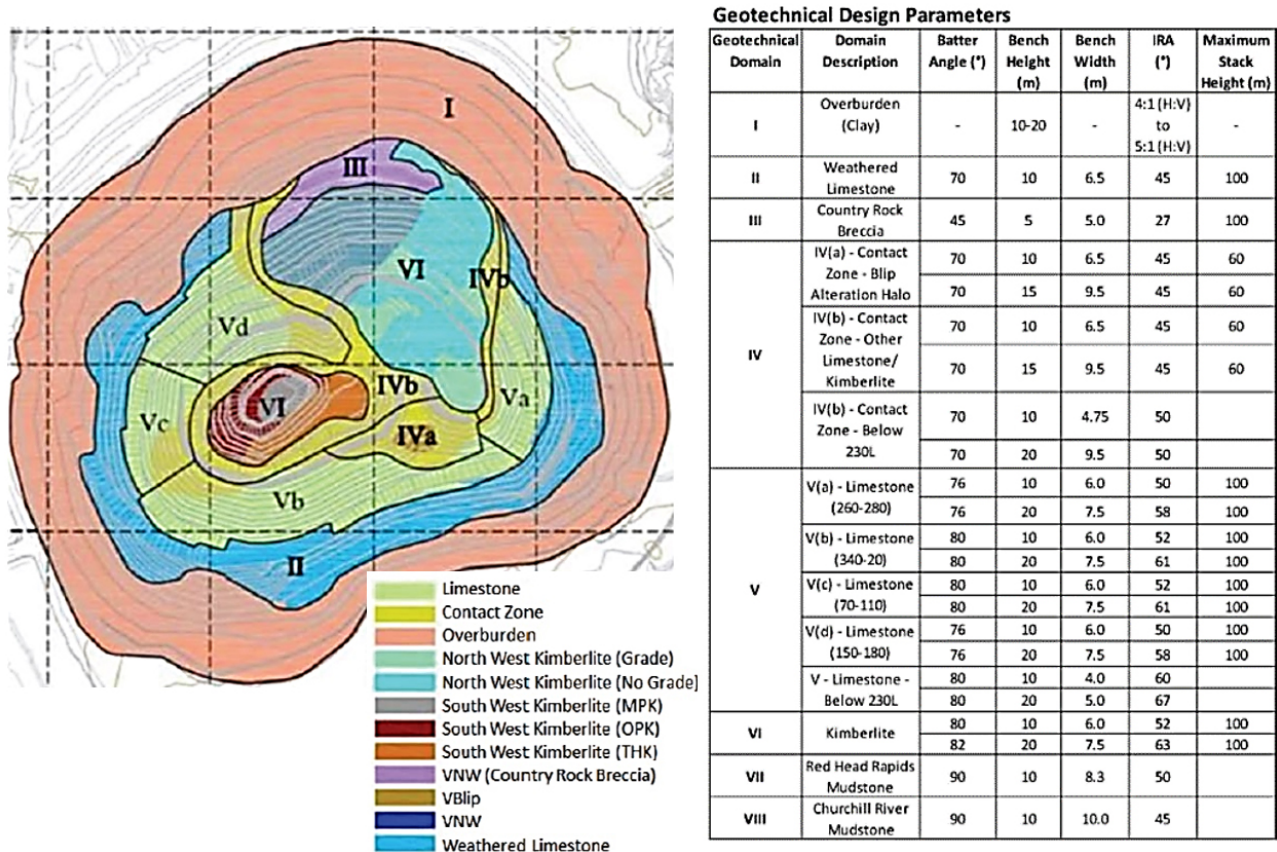 I
III
VI
IVb
Vd
IVb
Va
VI
Vc
IVa
Vb
II
Limestone
Contact Zone
Overburden
North West Kimberlite (Grade)
North West Kimberlite (No Grade)
South West Kimberlite (MPK)
South West Kimberlite (OPK)
South West Kimberlite (THK)
VNW (Country Rock Breccia)
VBlip
VNW
Weathered Limestone
Geotechnical Design Parameters
Geotechnical Domain Batter Bench Bench IRA Maximum
Domain Description Angle (°) Height Width (°) Stack
(m) (m) Height (m)
Overburden 4:1 (H:V)
I (Clay) - 10-20 - to -
5:1 (H:V)
II Weathered Limestone 70 10 6.5 45 100
III Country Rock Breccia 45 5 5.0 27 100
IV
IV(a) - Contact 70 10 6.5 45 60
Zone - Blip
Alteration Halo 70 15 9.5 45 60
IV(b) - Contact 70 10 6.5 45 60
Zone - Other
Limestone/ 70 15 9.5 45 60
Kimberlite
IV(b) - Contact 70 10 4.75 50
Zone - Below
230L 70 20 9.5 50
V
V(a) - Limestone 76 10 6.0 50 100
(260-280) 76 20 7.5 58 100
V(b) - Limestone 80 10 6.0 52 100
(340-20) 80 20 7.5 61 100
V(c) - Limestone 80 10 6.0 52 100
(70-110) 80 20 7.5 61 100
V(d) - Limestone 76 10 6.0 50 100
(150-180) 76 20 7.5 58 100
V - Limestone - 80 10 4.0 60
Below 230L 80 20 5.0 67
VI Kimberlite 80 10 6.0 52 100
82 20 7.5 63 100
VII Red Head Rapids Mudstone 90 10 8.3 50
VIII Churchill River Mudstone 90 10 10.0 45